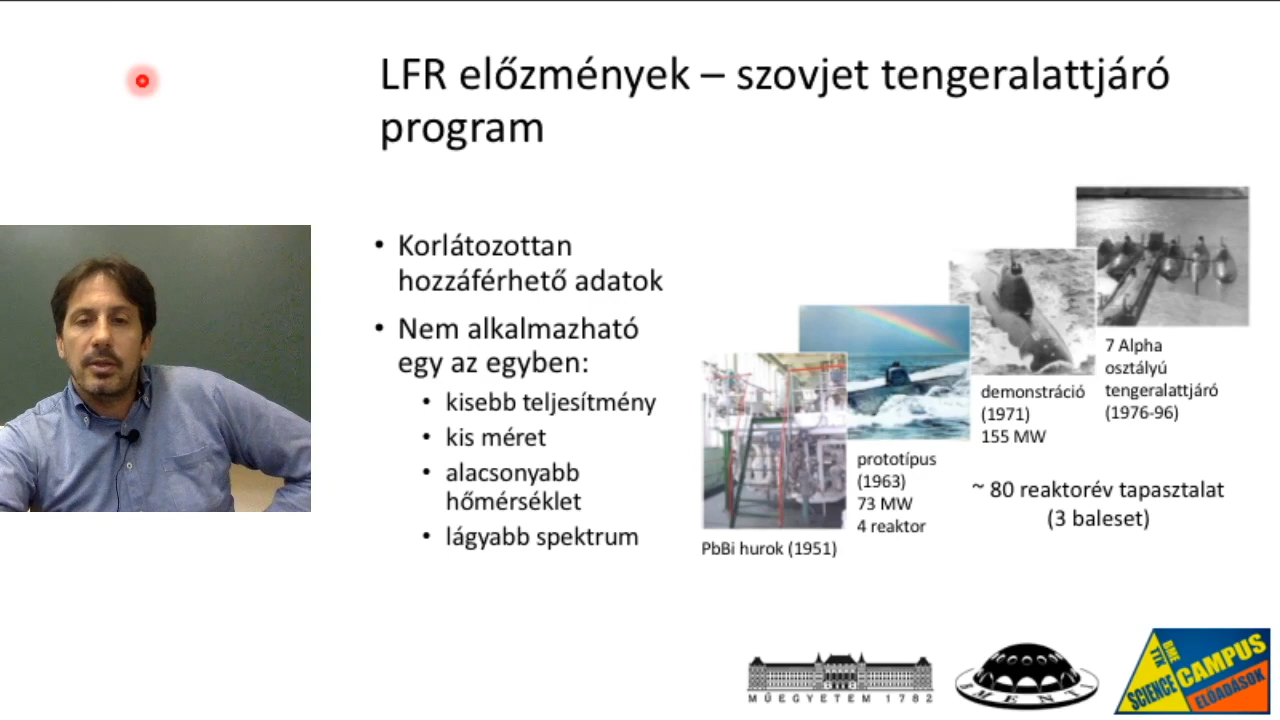 LFR előzmények – szovjet tengeralattjáró
program
• Korlátozottan
hozzáférhető adatok
• Nem alkalmazható
egy az egyben:
• kisebb teljesítmény
• kis méret
• alacsonyabb
hőmérséklet
• lágyabb spektrum
PbBi hurok (1951)
prototípus
(1963)
73 MW
4 reaktor
demonstráció
(1971)
155 MW
7 Alpha
osztályú
tengeralattjáró
(1976-96)
~ 80 reaktorév tapasztalat
(3 baleset)
MŰEGYETEM 1782
BME
TTK
SCIENCE
CAMPUS
ELŐADÁSOK